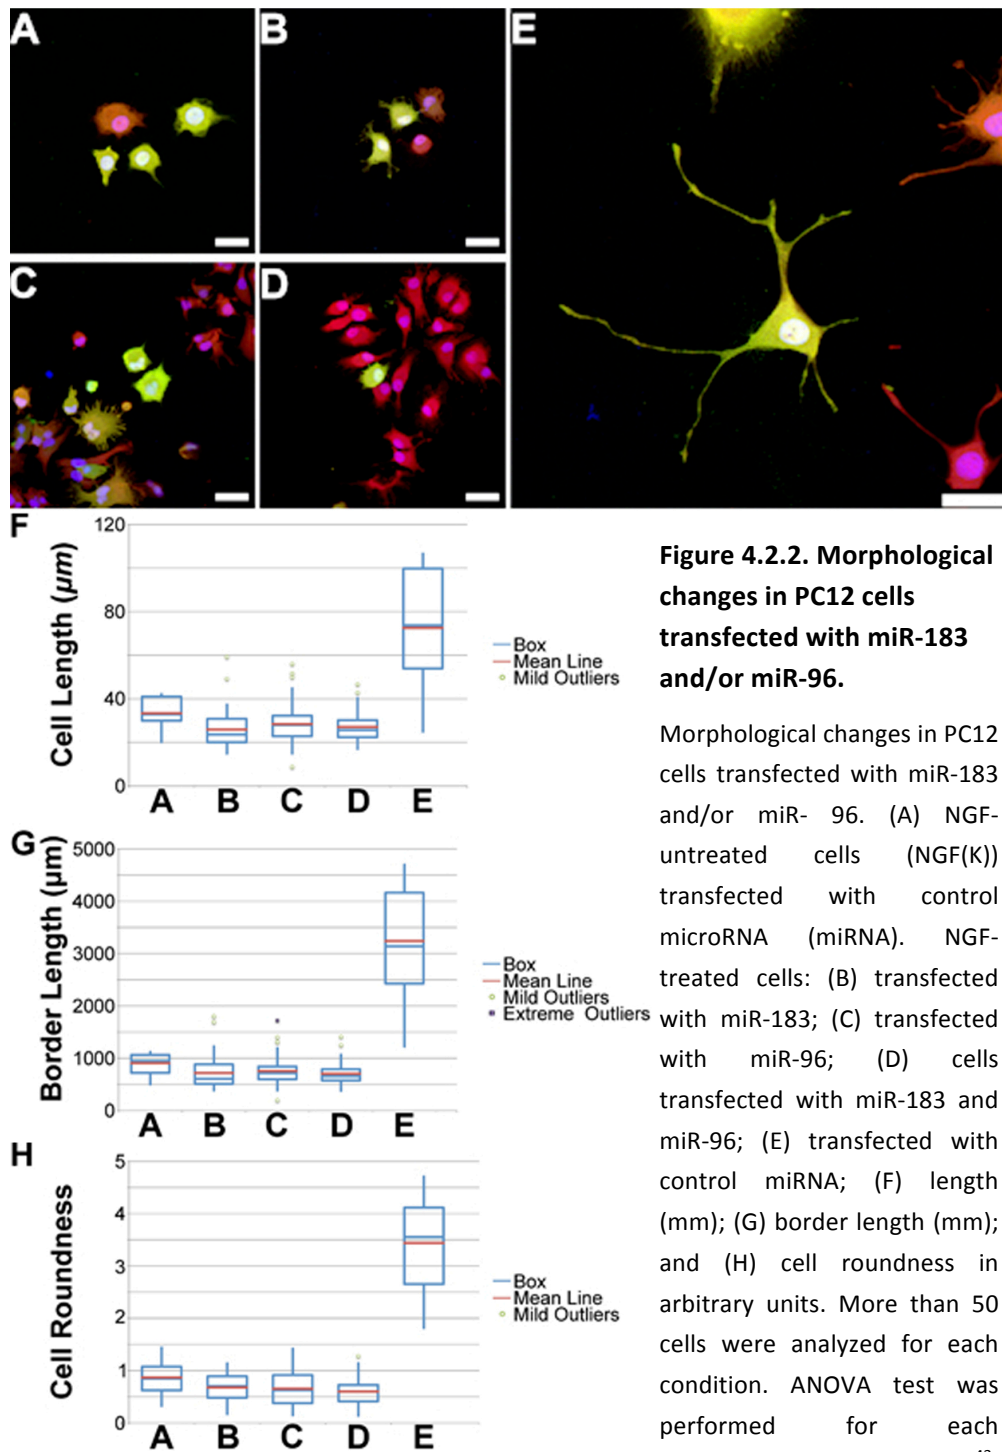 A
B
E
C
D
F
Cell Length (μm)
120
80
40
0
A B C D E
Box
Mean Line
Mild Outliers
G
Border Length (μm)
5000
4000
3000
2000
1000
0
A B C D E
Box
Mean Line
Mild Outliers
Extreme Outliers
H
Cell Roundness
5
4
3
2
1
0
A B C D E
Box
Mean Line
Mild Outliers
Figure 4.2.2. Morphological
changes in PC12 cells
transfected with miR-183
and/or miR-96.
Morphological changes in PC12
cells transfected with miR-183
and/or miR- 96. (A) NGF-
untreated cells (NGF(K))
transfected with control
microRNA (miRNA). NGF-
treated cells: (B) transfected
with miR-183; (C) transfected
with miR-96; (D) cells
transfected with miR-183 and
miR-96; (E) transfected with
control miRNA; (F) length
(mm); (G) border length (mm);
and (H) cell roundness in
arbitrary units. More than 50
cells were analyzed for each
condition. ANOVA test was
performed for each